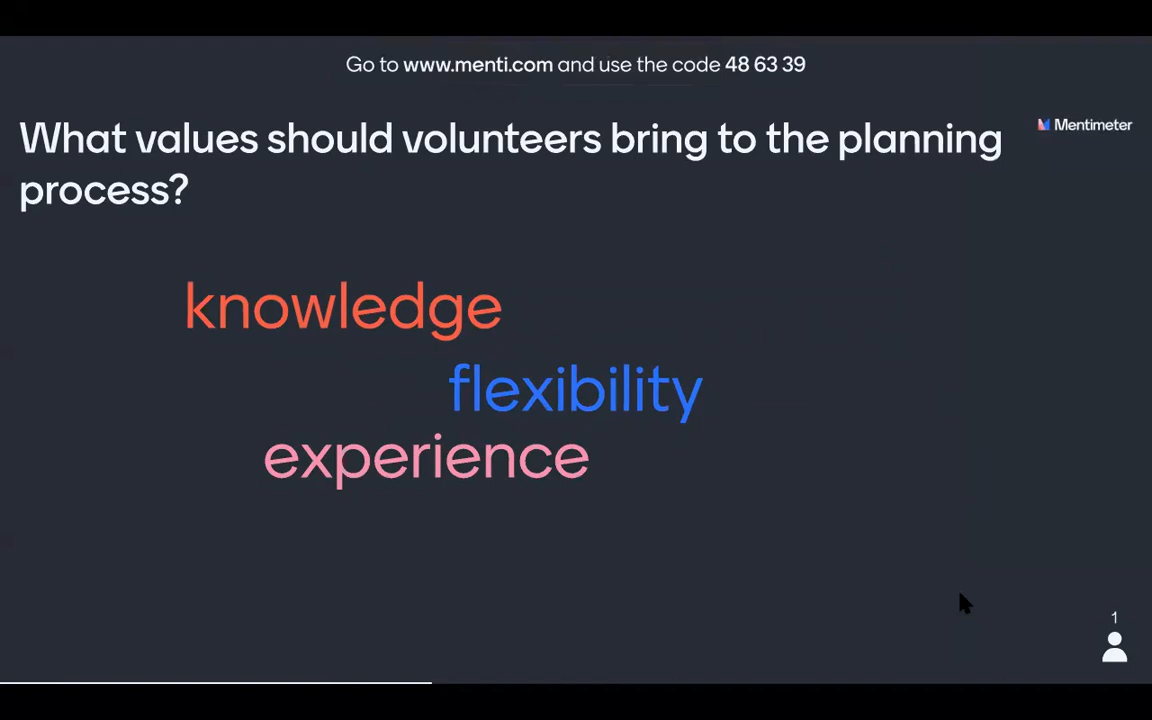 Go to www.menti.com and use the code 48 63 39
What values should volunteers bring to the planning
process?
Mentimeter
knowledge
flexibility
experience
1